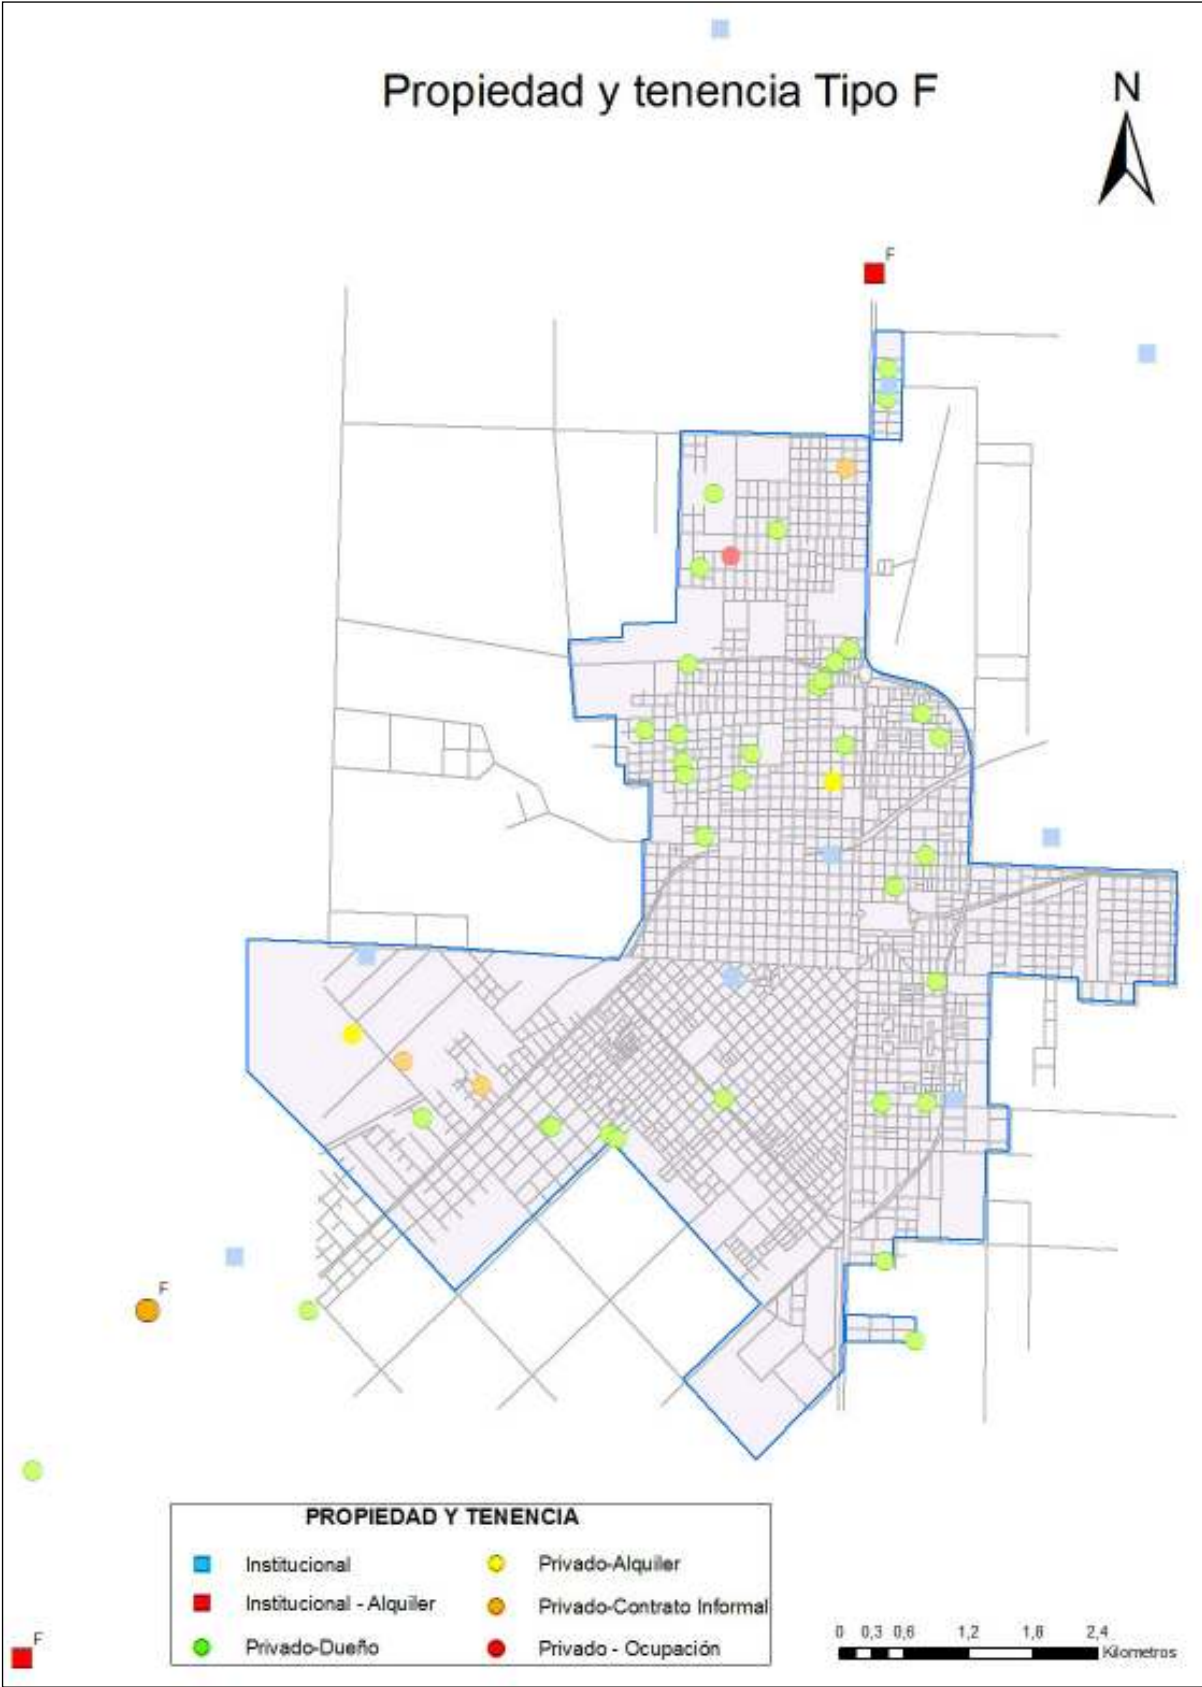 Propiedad y tenencia Tipo F
N
F
F
F
PROPIEDAD Y TENENCIA
Institucional
Institucional - Alquiler
Privado-Dueño
Privado-Alquiler
Privado-Contrato Informal
Privado - Ocupación
0 0,3 0,6 1,2 1,8 2,4
Kilometros